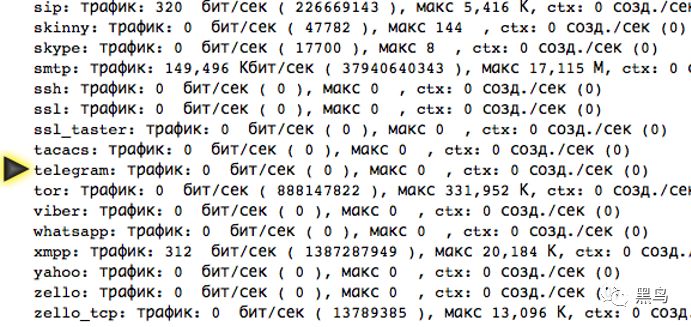 sip: трафик: 320 бит/сек ( 226669143 ), макс 5,416 K, ctx: 0 созд./сек
skinny: трафик: 0 бит/сек ( 47782 ), макс 144 , ctx: 0 созд./сек (0)
skype: трафик: 0 бит/сек ( 17700 ), макс 8 , ctx: 0 созд./сек (0)
smtp: трафик: 149,496 Кбит/сек ( 37940640343 ), макс 17,115 M, ctx: 0
ssh: трафик: 0 бит/сек ( 0 ), макс 0 , ctx: 0 созд./сек (0)
ssl: трафик: 0 бит/сек ( 0 ), макс 0 , ctx: 0 созд./сек (0)
ssl_taster: трафик: 0 бит/сек ( 0 ), макс 0 , ctx: 0 созд./сек (0)
tacacs: трафик: 0 бит/сек ( 0 ), макс 0 , ctx: 0 созд./сек (0)
telegram: трафик: 0 бит/сек ( 0 ), макс 0 , ctx: 0 созд./сек (0)
tor: трафик: 0 бит/сек ( 888147822 ), макс 331,952 K, ctx: 0 созд./сек
viber: трафик: 0 бит/сек ( 0 ), макс 0 , ctx: 0 созд./сек (0)
whatsapp: трафик: 0 бит/сек ( 0 ), макс 0 , ctx: 0 созд./сек (0)
xmpp: трафик: 312 бит/сек ( 1387287949 ), макс 20,184 K, ctx: 0 созд.
yahoo: трафик: 0 бит/сек ( 0 ), макс 0 , ctx: 0 созд./сек (0)
zello: трафик: 0 бит/сек ( 0 ), макс 0 , ctx: 0 созд./сек
黑鸟
zello_tcp: трафик: 0 бит/сек ( 13789385 ), макс 13,096 K, ctx: 0 созд.